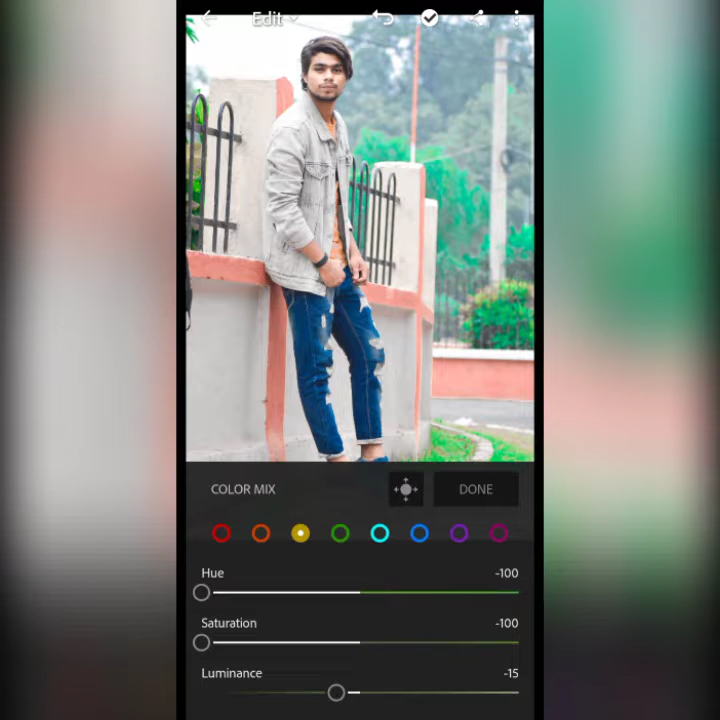 Edit
COLOR MIX
DONE
Hue -100
Saturation -100
Luminance -15